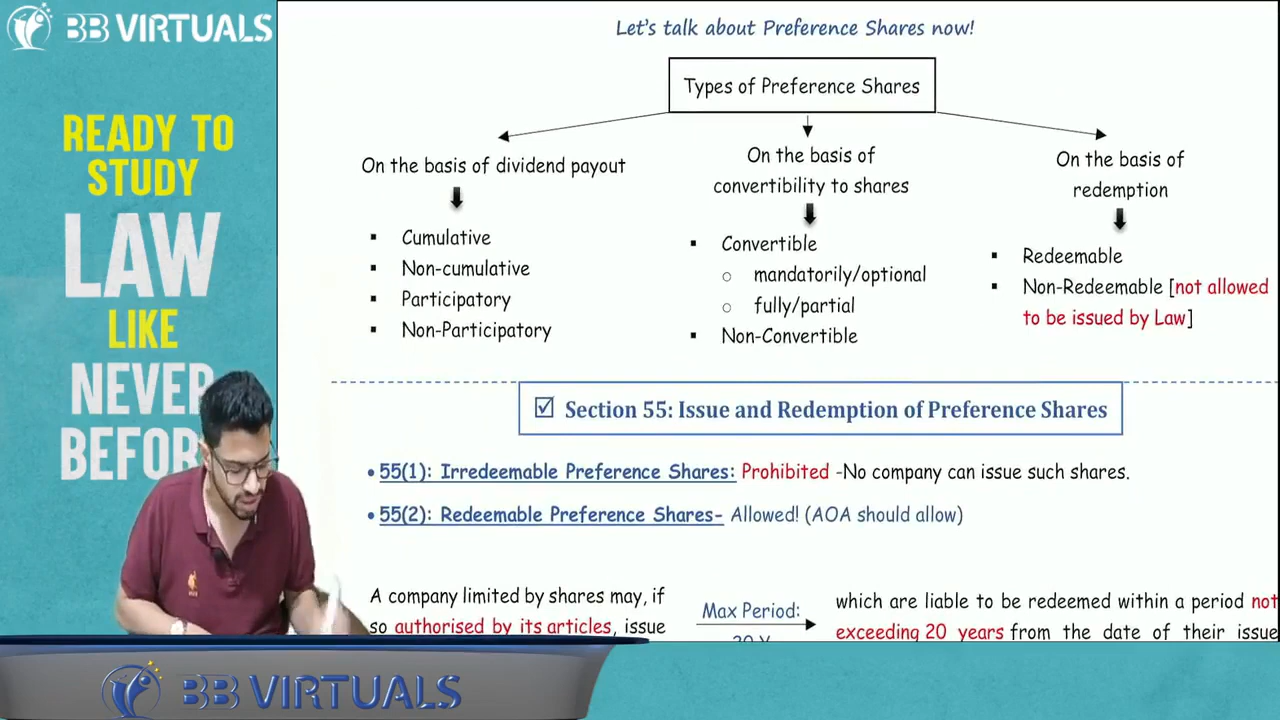 BB VIRTUALS
READY TO
STUDY
LAW
LIKE
NEVER
Let's talk about Preference Shares now!
Types of Preference Shares
On the basis of dividend payout
▪ Cumulative
▪ Non-cumulative
▪ Participatory
▪ Non-Participatory
On the basis of
convertibility to shares
▪ Convertible
o mandatorily/optional
o fully/partial
▪ Non-Convertible
On the basis of
redemption
▪ Redeemable
▪ Non-Redeemable [not allowed
to be issued by Law]
☑ Section 55: Issue and Redemption of Preference Shares
• 55(1): Irredeemable Preference Shares: Prohibited -No company can issue such shares.
• 55(2): Redeemable Preference Shares- Allowed! (AOA should allow)
A company limited by shares may, if
so authorised by its articles, issue
Max Period:
which are liable to be redeemed within a period not
exceeding 20 years from the date of their issue
BB VIRTUALS